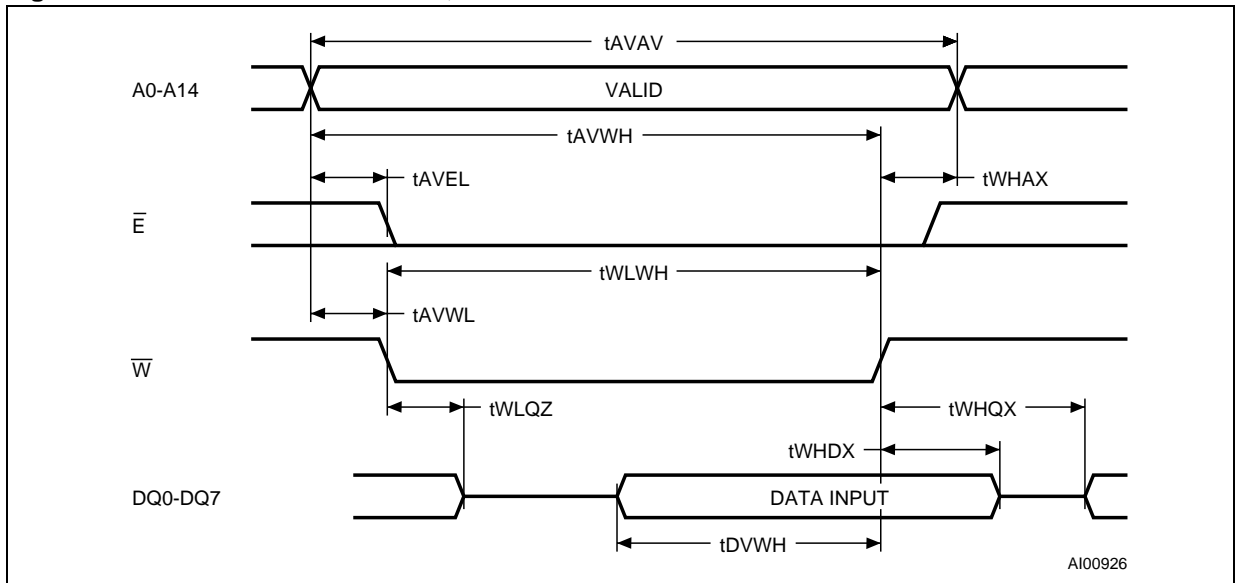 tAVAV
A0-A14
VALID
tAVWH
tAVEL
tWHAX
E̅
tWLWH
tAVWL
W̅
tWLQZ
tWHQX
tWHDX
DQ0-DQ7
DATA INPUT
tDVWH
AI00926